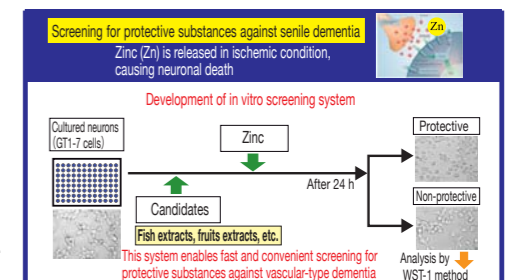 Screening for protective substances against senile dementia
Zn
Zinc (Zn) is released in ischemic condition,
causing neuronal death
Development of in vitro screening system
Cultured neurons
(GT1-7 cells)
Zinc
Protective
After 24 h
Non-protective
Candidates
Fish extracts, fruits extracts, etc.
This system enables fast and convenient screening for
protective substances against vascular-type dementia
Analysis by
WST-1 method